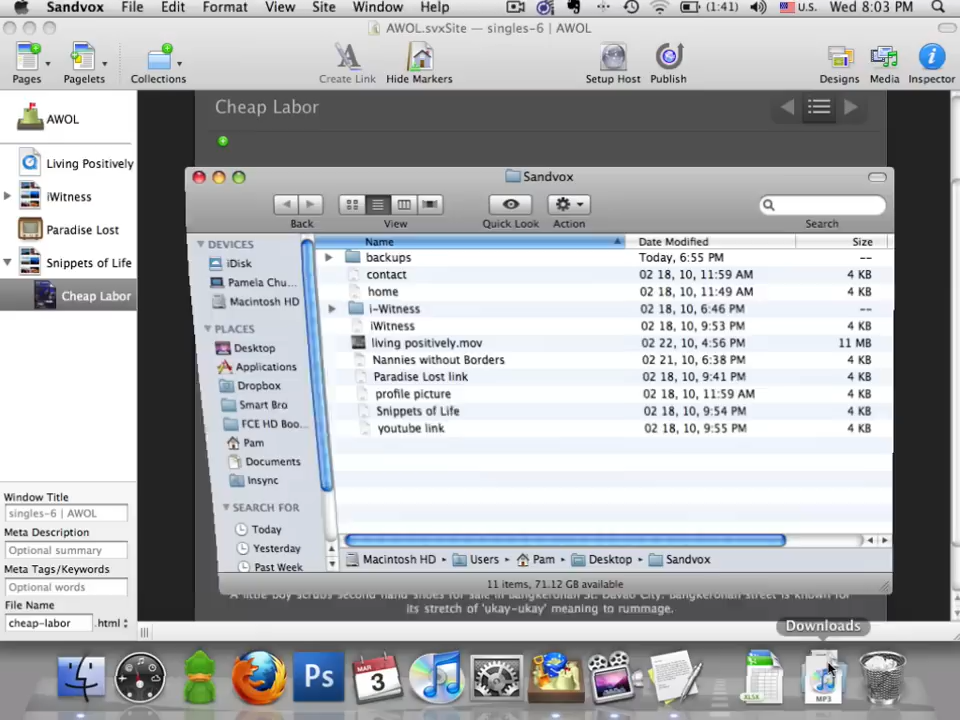 Sandvox File Edit Format View Site Window Help (1:41) U.S. Wed 8:03 PM
AWOL.svxSite — singles-6 | AWOL
Pages Pagelets Collections Create Link Hide Markers Setup Host Publish Designs Media Inspector
AWOL
Living Positively
iWitness
Paradise Lost
Snippets of Life
Cheap Labor
Window Title
singles-6 | AWOL
Meta Description
Optional summary
Meta Tags/Keywords
Optional words
File Name
cheap-labor .html
Cheap Labor
Sandvox
Back View Quick Look Action Search
DEVICES
iDisk
Pamela Chu...
Macintosh HD
PLACES
Desktop
Applications
Dropbox
Smart Bro
FCE HD Boo...
Pam
Documents
Insync
SEARCH FOR
Today
Yesterday
Past Week
Name Date Modified Size
backups Today, 6:55 PM --
contact 02 18, 10, 11:59 AM 4 KB
home 02 18, 10, 11:49 AM 4 KB
i-Witness 02 18, 10, 6:46 PM --
iWitness 02 18, 10, 9:53 PM 4 KB
living positively.mov 02 22, 10, 4:56 PM 11 MB
Nannies without Borders 02 21, 10, 6:38 PM 4 KB
Paradise Lost link 02 18, 10, 9:41 PM 4 KB
profile picture 02 18, 10, 11:59 AM 4 KB
Snippets of Life 02 18, 10, 9:54 PM 4 KB
youtube link 02 18, 10, 9:55 PM 4 KB
Macintosh HD Users Pam Desktop Sandvox
11 items, 71.12 GB available
A little boy scrubs second hand shoes for sale in Bangkerohan St. Davao City. Bangkerohan street is known for
its stretch of 'ukay-ukay' meaning to rummage.
Downloads
Ps
MAR
3
XLSX
MP3